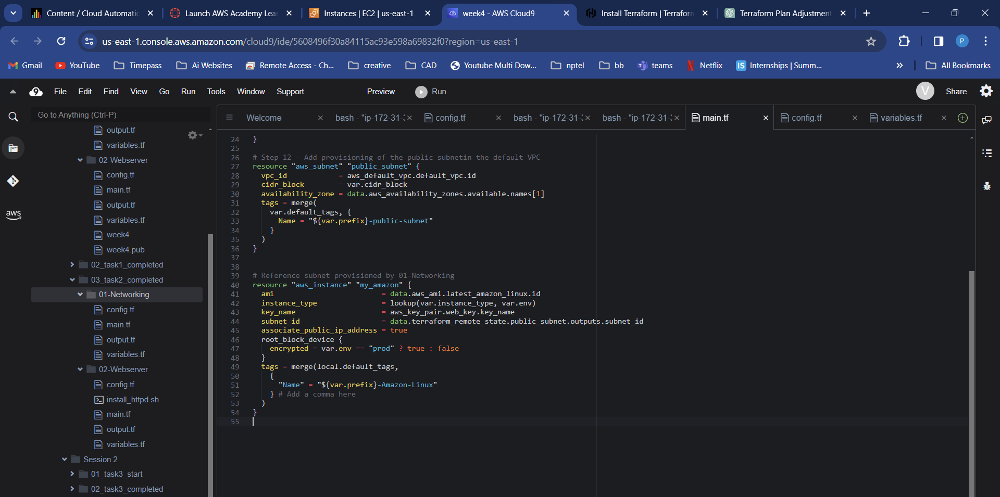 Content / Cloud Automatic
Launch AWS Academy Lea
Instances | EC2 | us-east-1
week4 - AWS Cloud9
Install Terraform | Terraform
Terraform Plan Adjustment
us-east-1.console.aws.amazon.com/cloud9/ide/5608496f30a84115ac93e598a69832f0?region=us-east-1
P
Gmail
YouTube
Timepass
Ai Websites
Remote Access - Ch...
creative
CAD
Youtube Multi Dow...
nptel
bb
teams
Netflix
IS Internships | Summ...
All Bookmarks
9 File Edit Find View Go Run Tools Window Support Preview Run V Share
Go to Anything (Ctrl-P)
Welcome
bash - "ip-172-31-
config.tf
bash - "ip-172-31-
bash - "ip-172-31-
main.tf
config.tf
variables.tf
aws
output.tf
variables.tf
02-Webserver
config.tf
main.tf
output.tf
variables.tf
week4
week4.pub
02_task1_completed
03_task2_completed
01-Networking
config.tf
main.tf
output.tf
variables.tf
02-Webserver
config.tf
install_httpd.sh
main.tf
output.tf
variables.tf
Session 2
01_task3_start
02_task3_completed
24 }
25
26 # Step 12 - Add provisioning of the public subnetin the default VPC
27 resource "aws_subnet" "public_subnet" {
28 vpc_id = aws_default_vpc.default_vpc.id
29 cidr_block = var.cidr_block
30 availability_zone = data.aws_availability_zones.available.names[1]
31 tags = merge(
32 var.default_tags, {
33 Name = "${var.prefix}-public-subnet"
34 }
35 )
36 }
37
38
39 # Reference subnet provisioned by 01-Networking
40 resource "aws_instance" "my_amazon" {
41 ami = data.aws_ami.latest_amazon_linux.id
42 instance_type = lookup(var.instance_type, var.env)
43 key_name = aws_key_pair.web_key.key_name
44 subnet_id = data.terraform_remote_state.public_subnet.outputs.subnet_id
45 associate_public_ip_address = true
46 root_block_device {
47 encrypted = var.env == "prod" ? true : false
48 }
49 tags = merge(local.default_tags,
50 {
51 "Name" = "${var.prefix}-Amazon-Linux"
52 } # Add a comma here
53 )
54 }
55